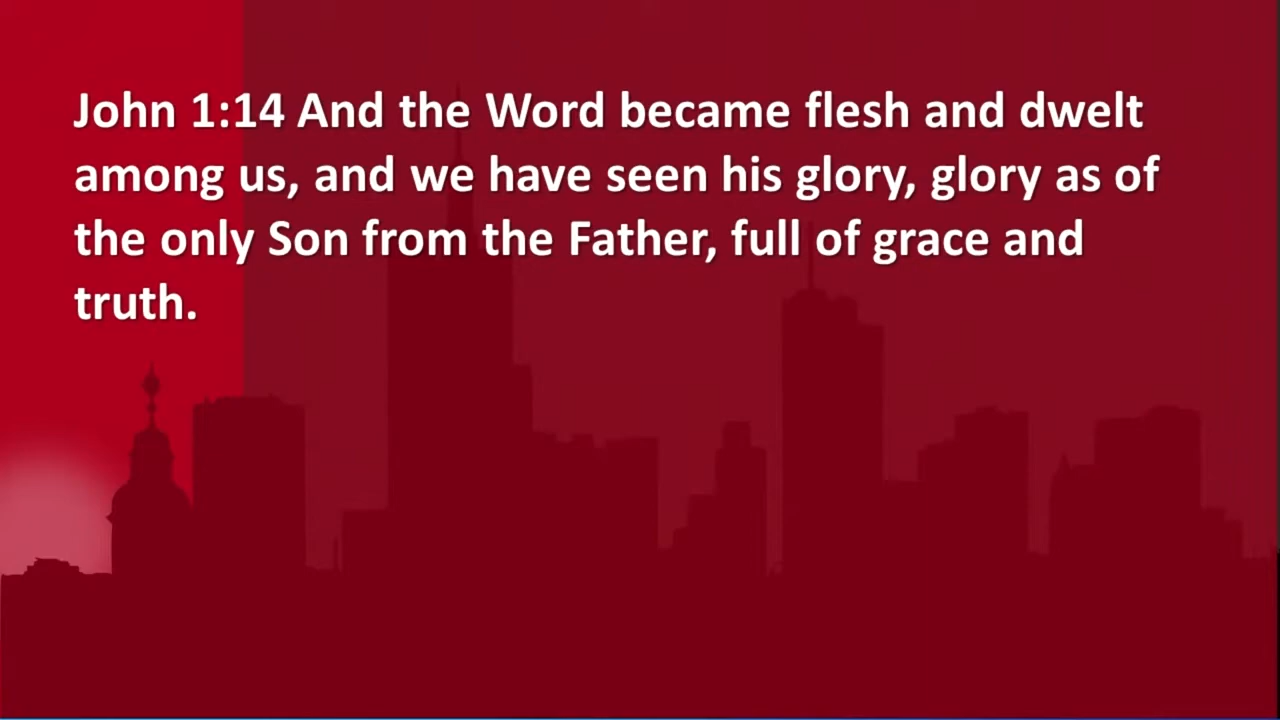 John 1:14 And the Word became flesh and dwelt
among us, and we have seen his glory, glory as of
the only Son from the Father, full of grace and
truth.